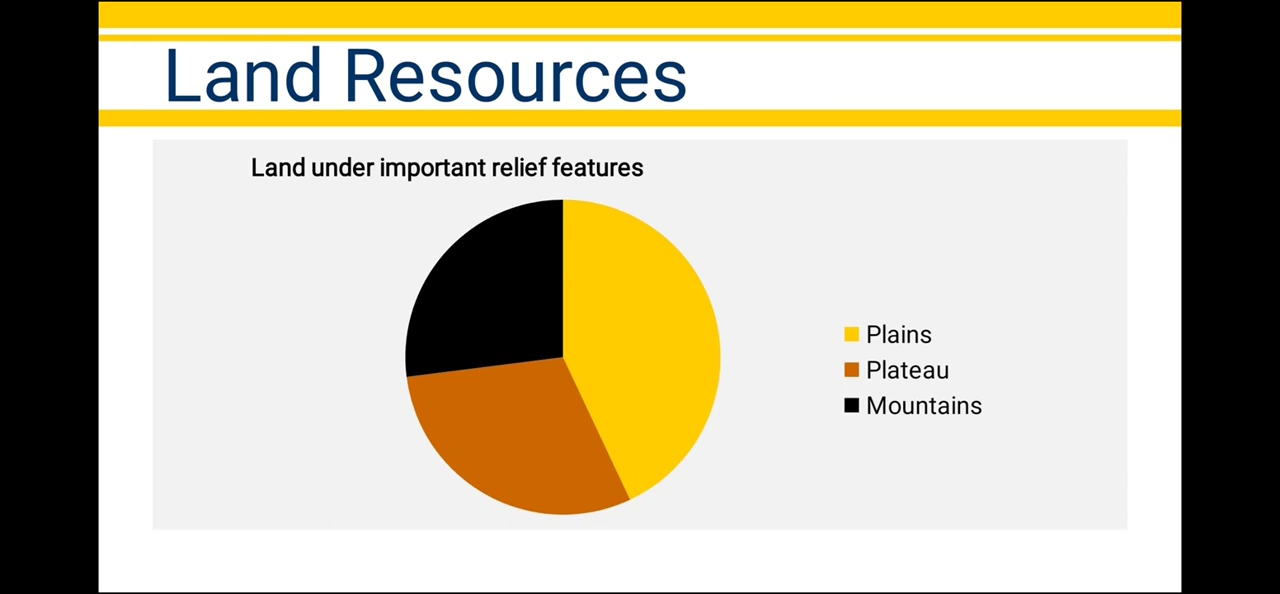 Land Resources
Land under important relief features
Plains
Plateau
Mountains